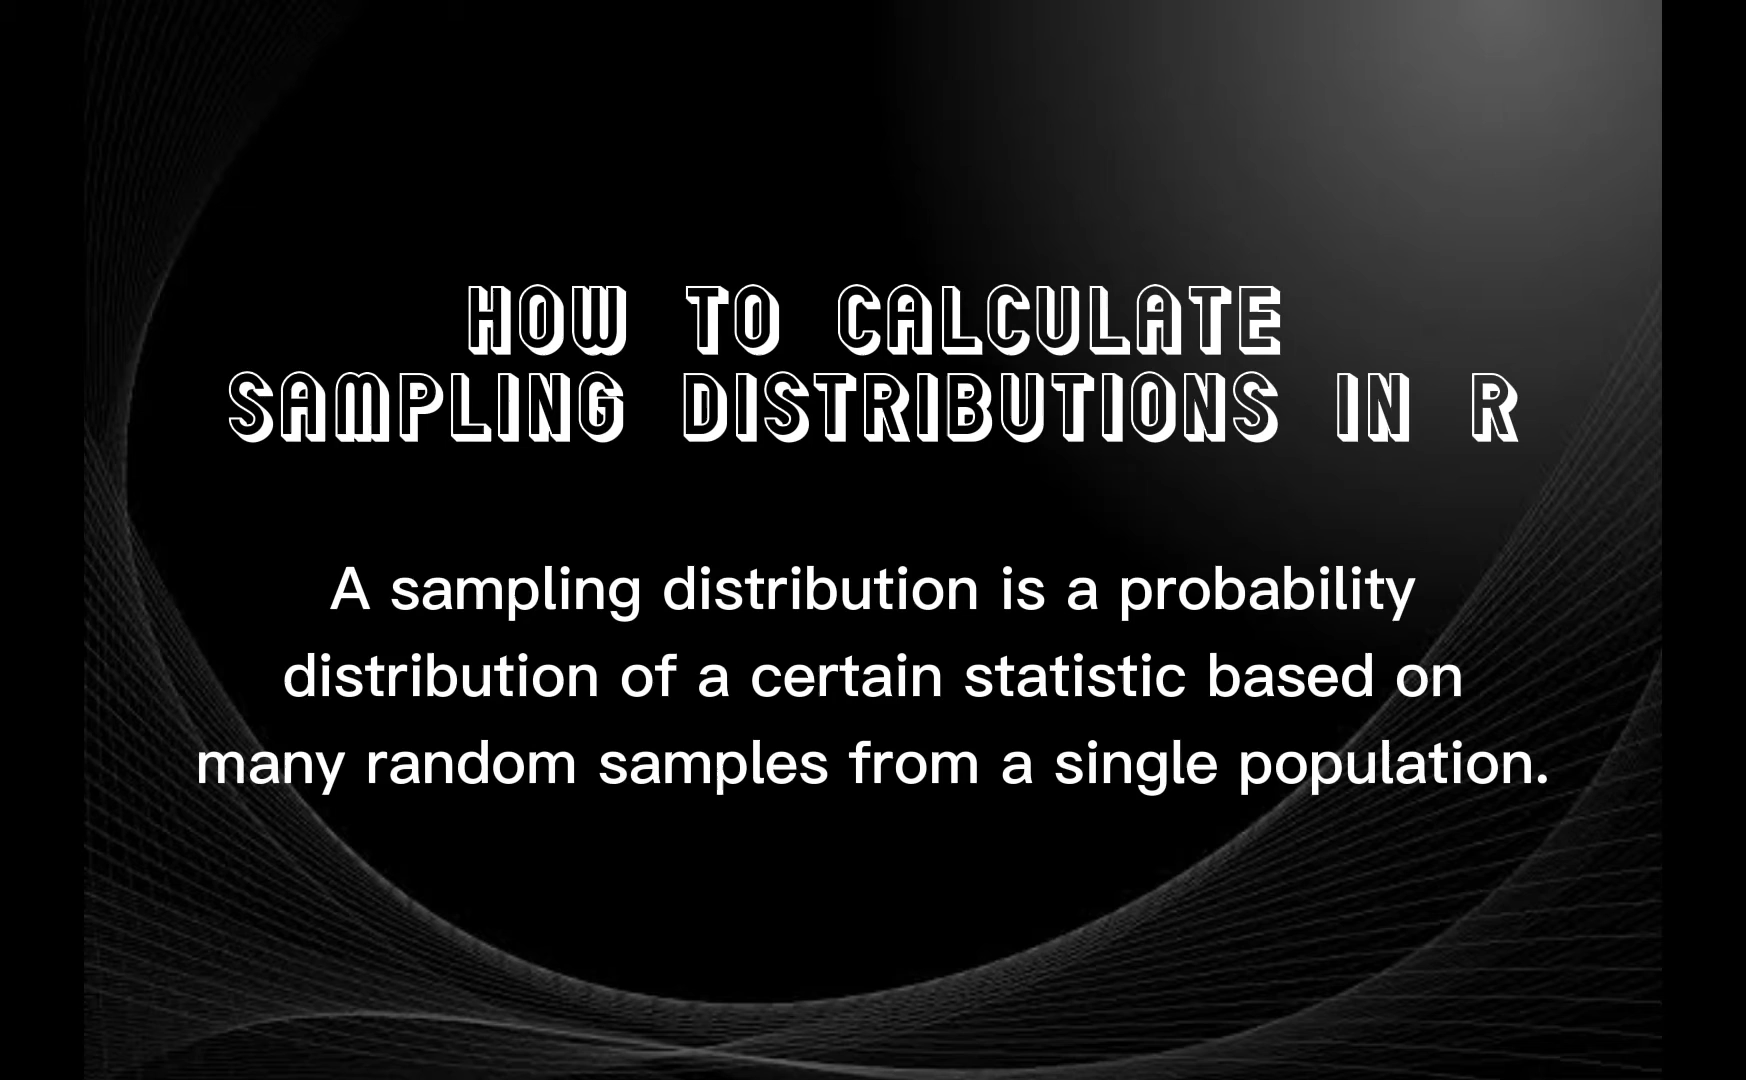 HOW TO CALCULATE
SAMPLING DISTRIBUTIONS IN R
A sampling distribution is a probability
distribution of a certain statistic based on
many random samples from a single population.